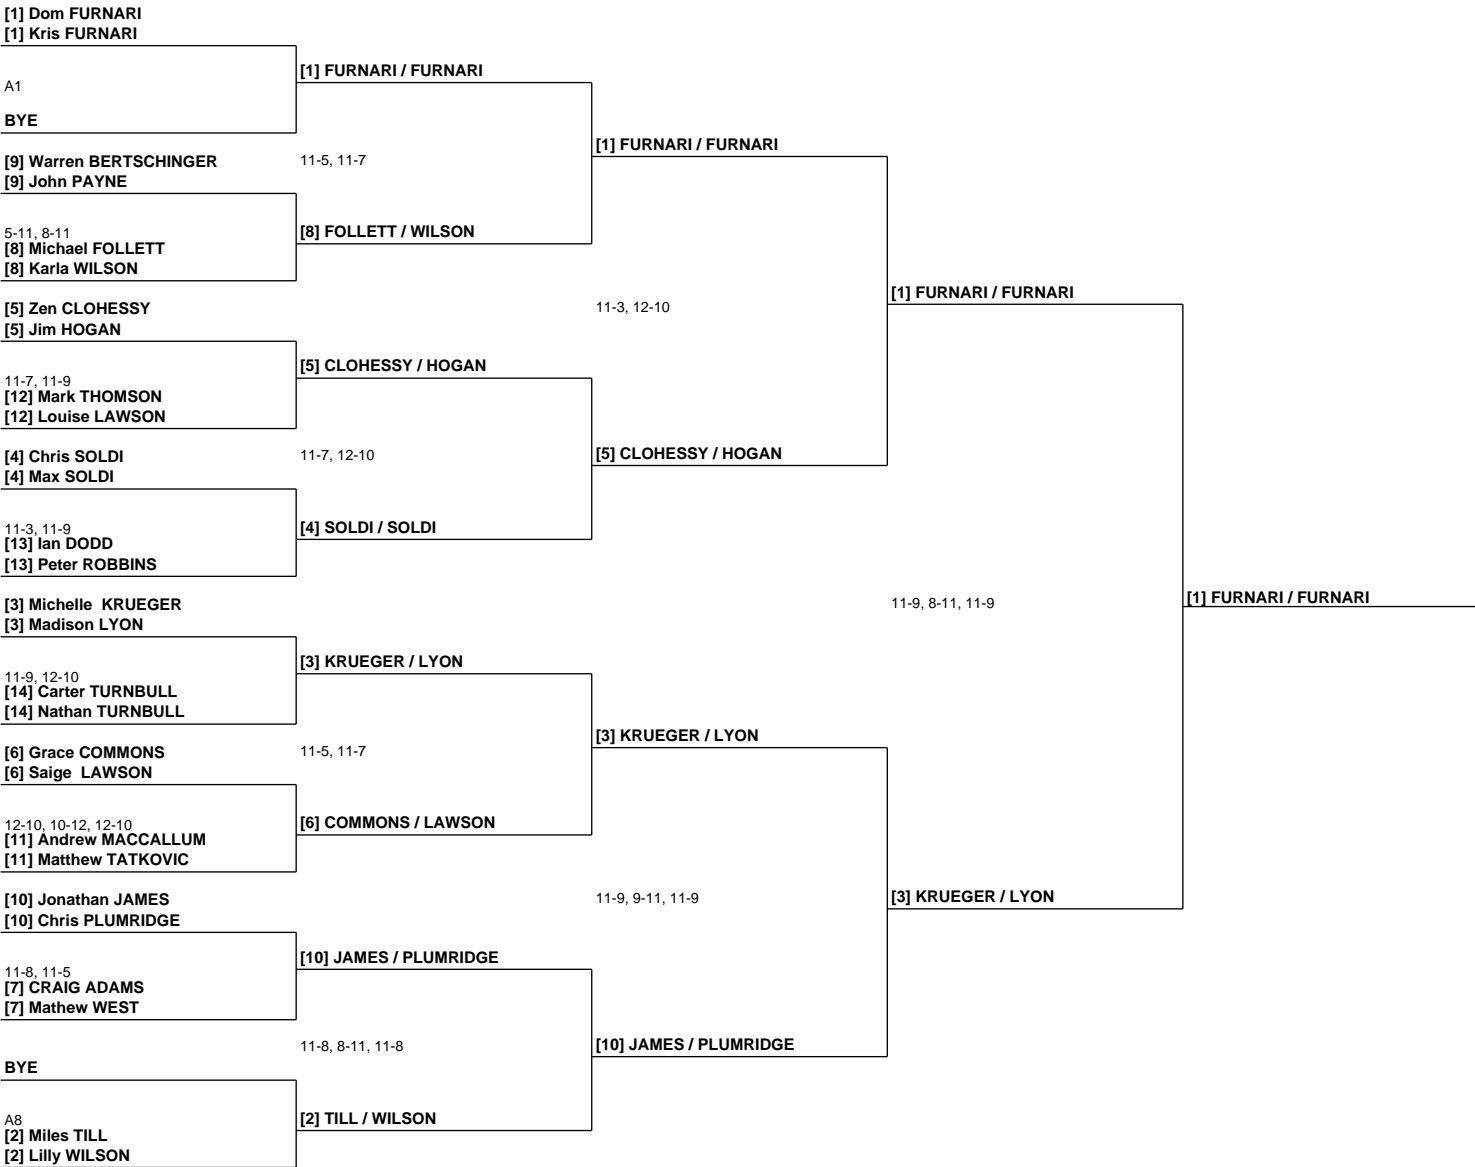 [1] Dom FURNARI
[1] Kris FURNARI
A1
BYE
[9] Warren BERTSCHINGER
[9] John PAYNE
5-11, 8-11
[8] Michael FOLLETT
[8] Karla WILSON
[5] Zen CLOHESSY
[5] Jim HOGAN
11-7, 11-9
[12] Mark THOMSON
[12] Louise LAWSON
[4] Chris SOLDI
[4] Max SOLDI
11-3, 11-9
[13] Ian DODD
[13] Peter ROBBINS
[3] Michelle  KRUEGER
[3] Madison LYON
11-9, 12-10
[14] Carter TURNBULL
[14] Nathan TURNBULL
[6] Grace COMMONS
[6] Saige  LAWSON
12-10, 10-12, 12-10
[11] Andrew MACCALLUM
[11] Matthew TATKOVIC
[10] Jonathan JAMES
[10] Chris PLUMRIDGE
11-8, 11-5
[7] CRAIG ADAMS
[7] Mathew WEST
BYE
A8
[2] Miles TILL
[2] Lilly WILSON
[1] FURNARI / FURNARI
11-5, 11-7
[8] FOLLETT / WILSON
[5] CLOHESSY / HOGAN
11-7, 12-10
[4] SOLDI / SOLDI
[3] KRUEGER / LYON
11-5, 11-7
[6] COMMONS / LAWSON
[10] JAMES / PLUMRIDGE
11-8, 8-11, 11-8
[2] TILL / WILSON
[1] FURNARI / FURNARI
11-3, 12-10
[5] CLOHESSY / HOGAN
[3] KRUEGER / LYON
11-9, 9-11, 11-9
[10] JAMES / PLUMRIDGE
[1] FURNARI / FURNARI
11-9, 8-11, 11-9
[3] KRUEGER / LYON
[1] FURNARI / FURNARI